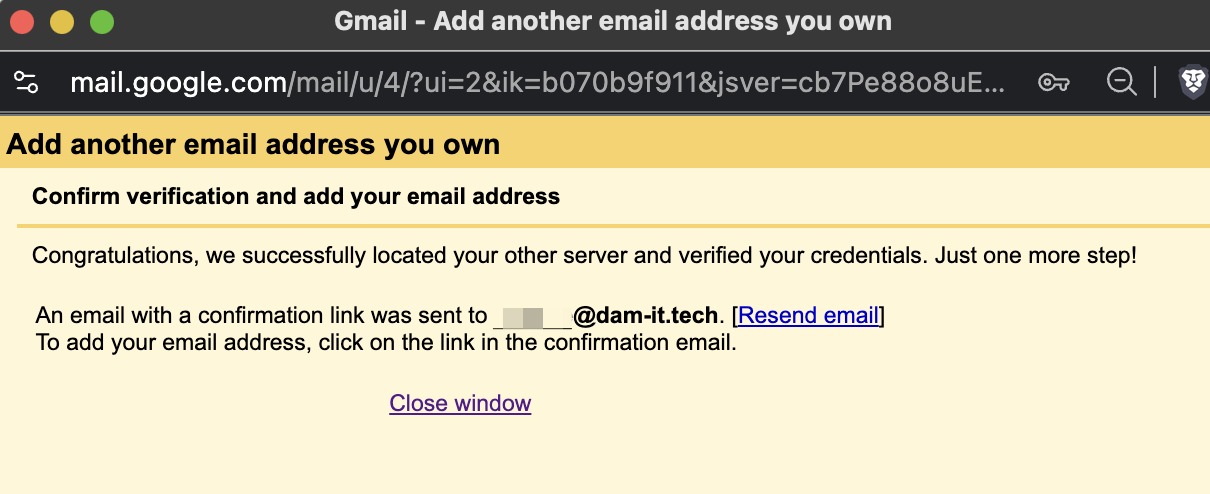 Gmail - Add another email address you own
mail.google.com/mail/u/4/?ui=2&ik=b070b9f911&jsver=cb7Pe88o8uE...
Add another email address you own
Confirm verification and add your email address
Congratulations, we successfully located your other server and verified your credentials. Just one more step!
An email with a confirmation link was sent to @dam-it.tech. [Resend email]
To add your email address, click on the link in the confirmation email.
Close window